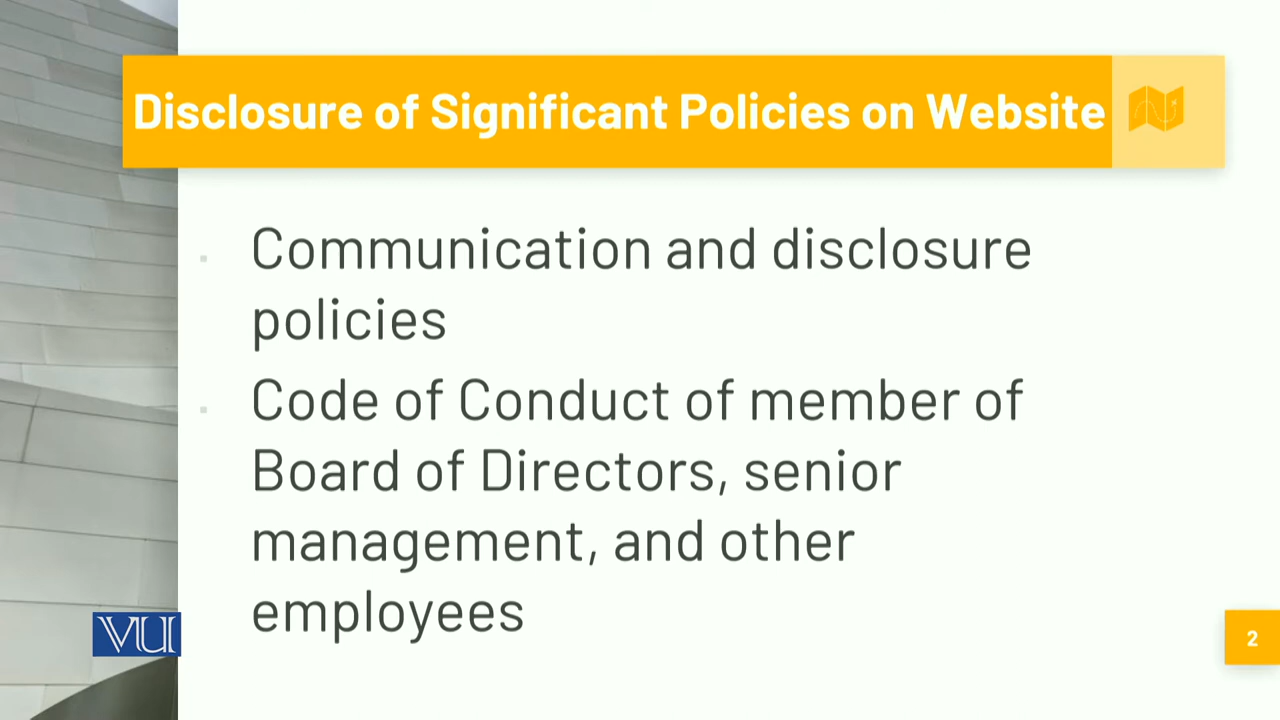 Disclosure of Significant Policies on Website
Communication and disclosure
policies
Code of Conduct of member of
Board of Directors, senior
management, and other
employees
VU
2